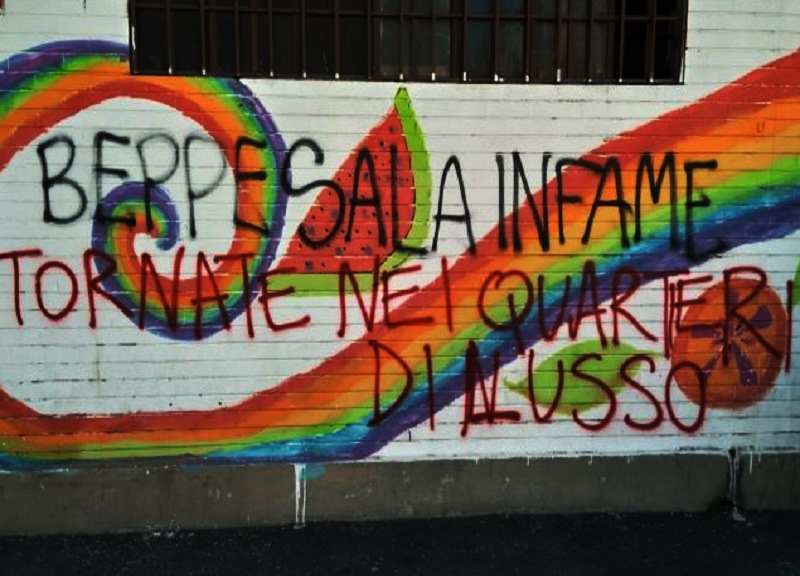 BEPPE SALA INFAME
TORNATE NEI QUARTIERI
DI LUSSO